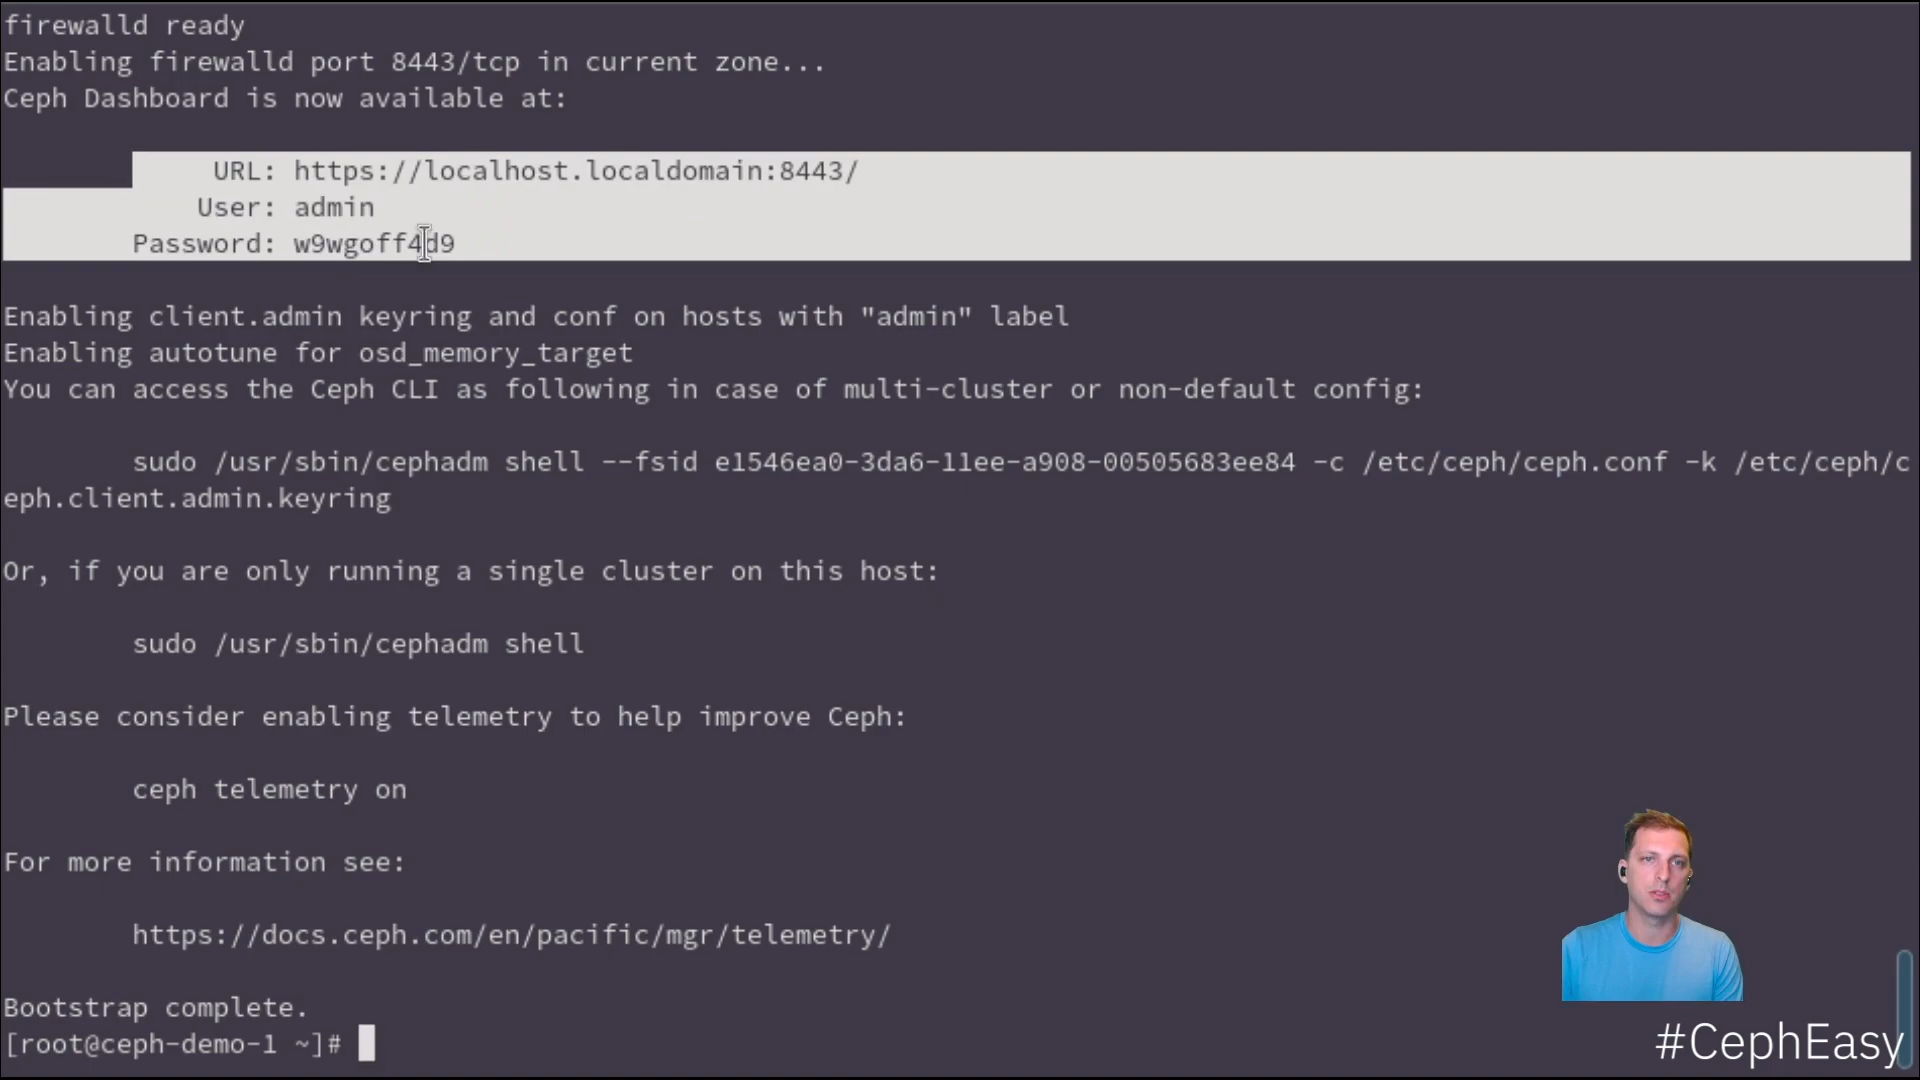 firewalld ready
Enabling firewalld port 8443/tcp in current zone...
Ceph Dashboard is now available at:
URL: https://localhost.localdomain:8443/
User: admin
Password: w9wgoff4d9
Enabling client.admin keyring and conf on hosts with "admin" label
Enabling autotune for osd_memory_target
You can access the Ceph CLI as following in case of multi-cluster or non-default config:
sudo /usr/sbin/cephadm shell --fsid e1546ea0-3da6-11ee-a908-00505683ee84 -c /etc/ceph/ceph.conf -k /etc/ceph/c
eph.client.admin.keyring
Or, if you are only running a single cluster on this host:
sudo /usr/sbin/cephadm shell
Please consider enabling telemetry to help improve Ceph:
ceph telemetry on
For more information see:
https://docs.ceph.com/en/pacific/mgr/telemetry/
Bootstrap complete.
[root@ceph-demo-1 ~]#
#CephEasy